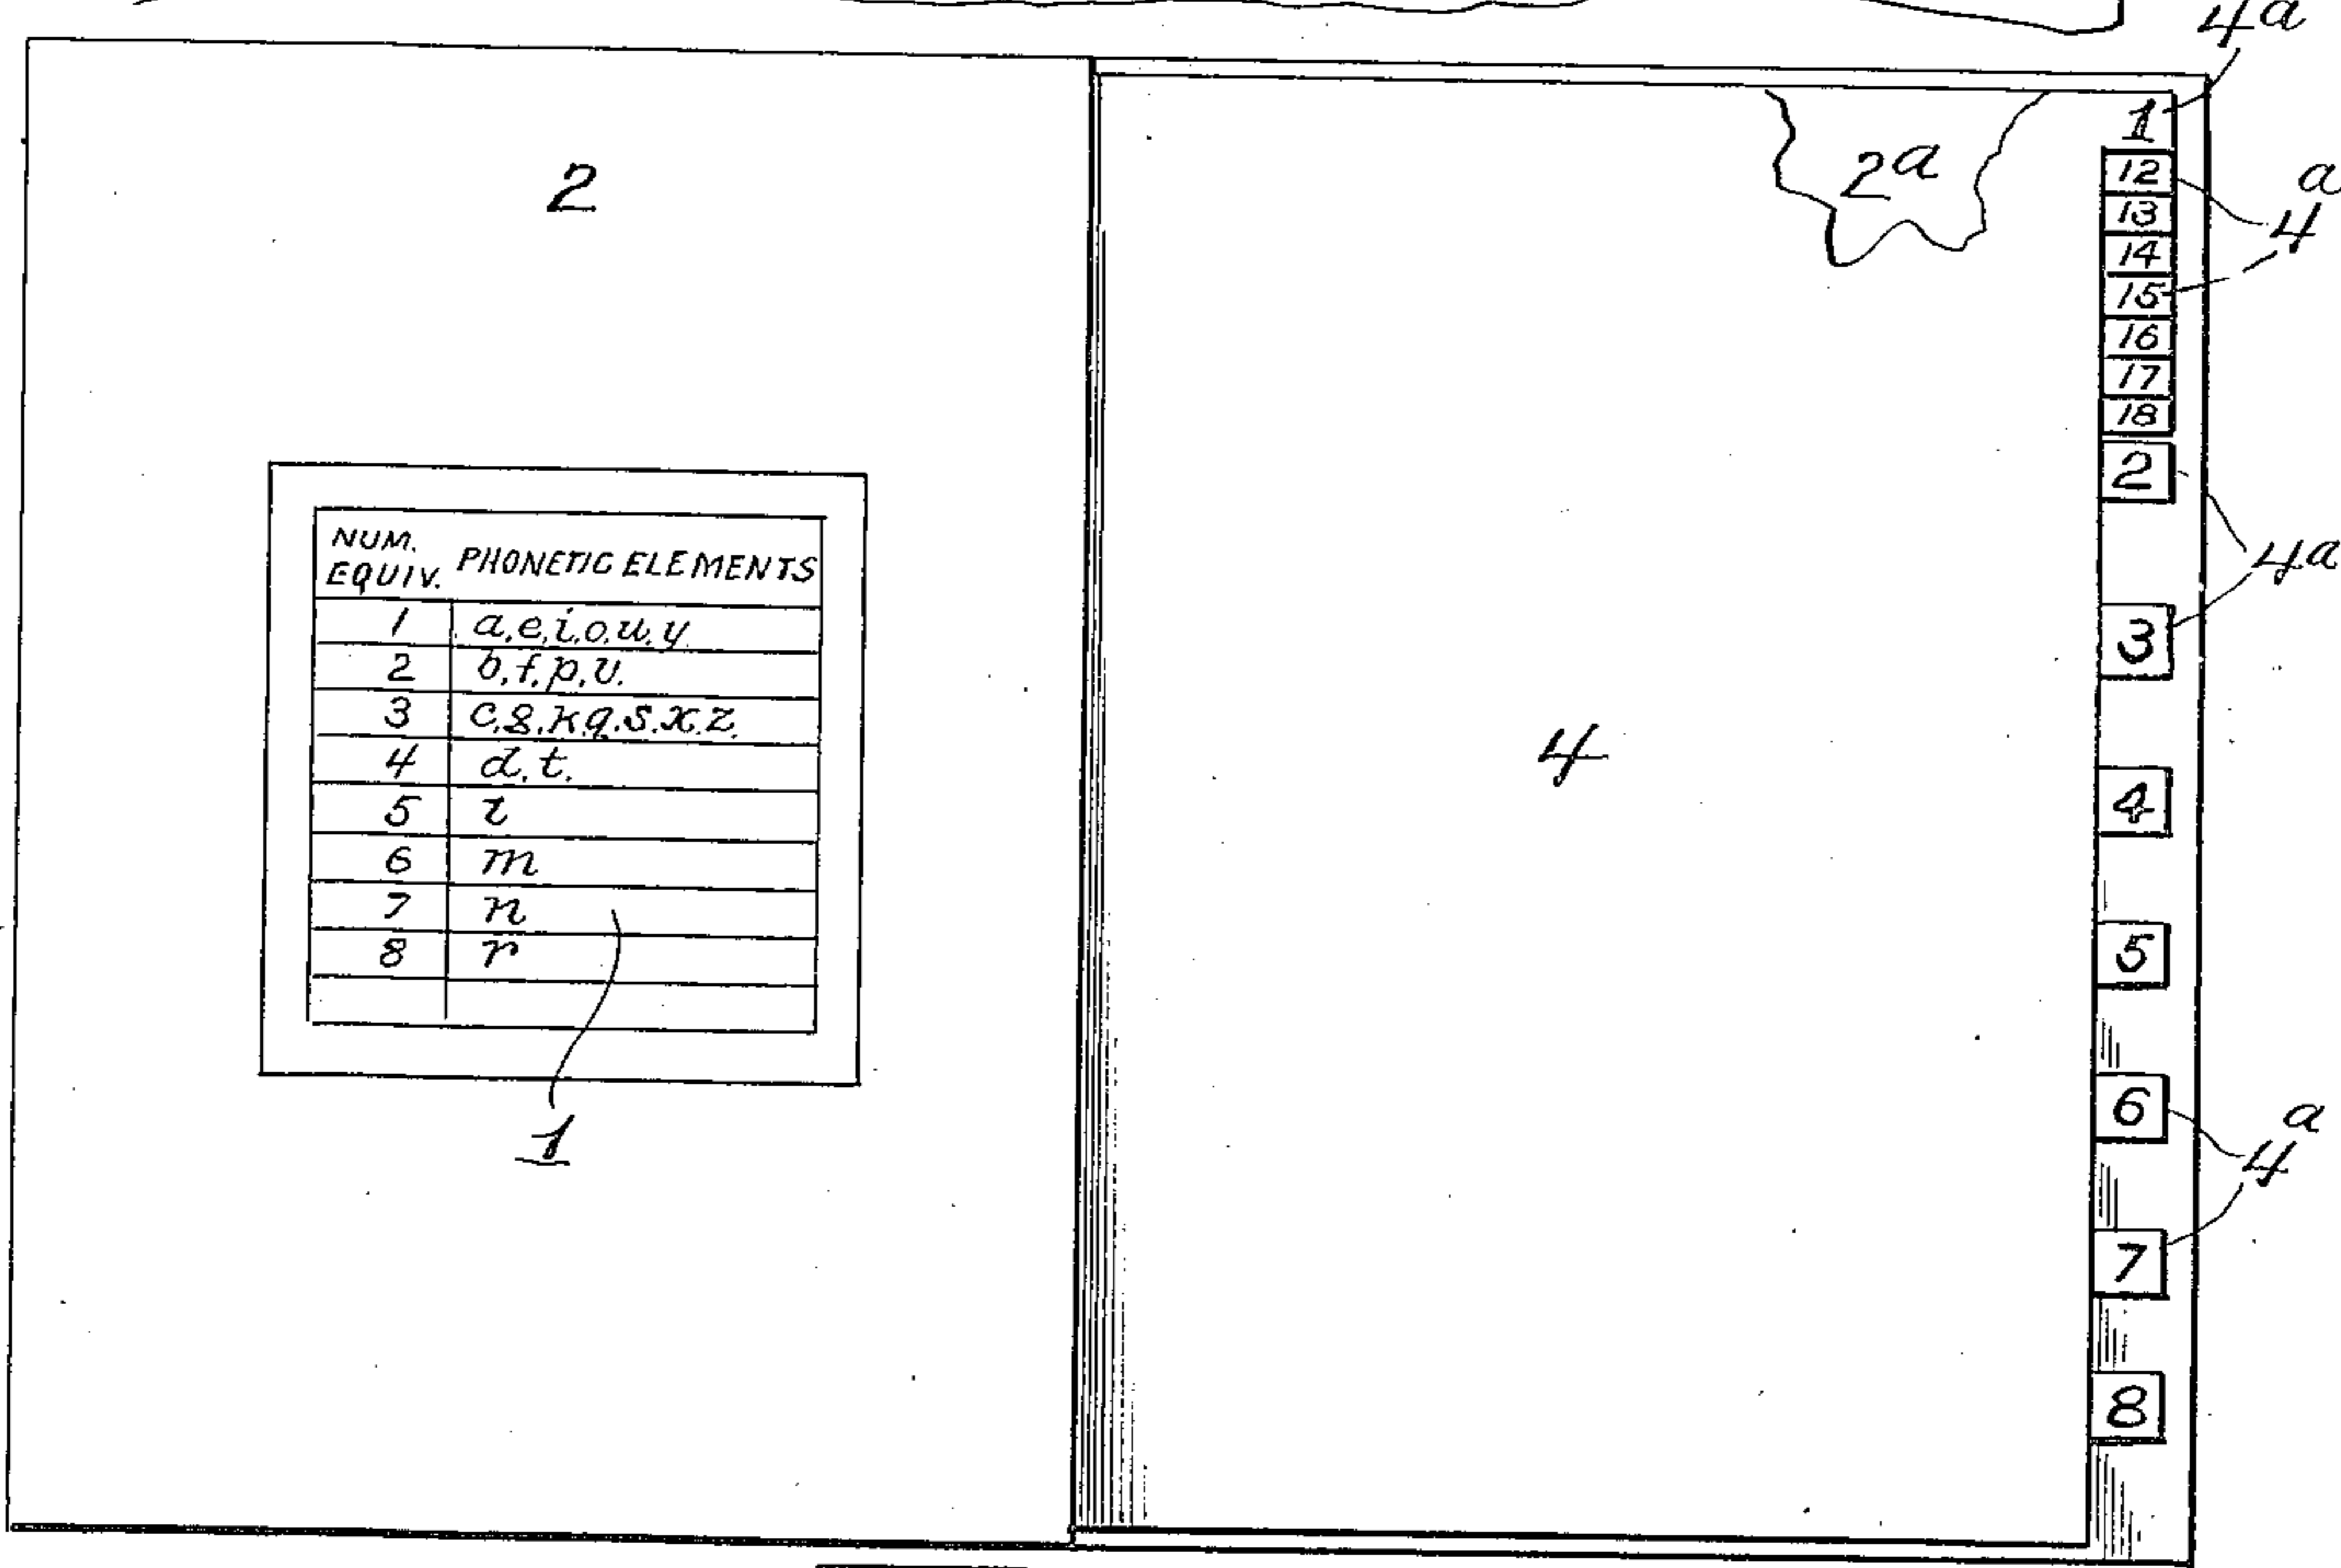 4a
1
2
2a
12
13
a
4
14
15
16
17
18
2
NUM.
EQUIV. PHONETIC ELEMENTS
1 a, e, i, o, u, y.
2 b, f, p, v.
3 c, g, k, q, s, x, z.
4 d, t.
5 l
6 m
7 n
8 r
1
4
4a
3
4
5
6
a
4
7
8